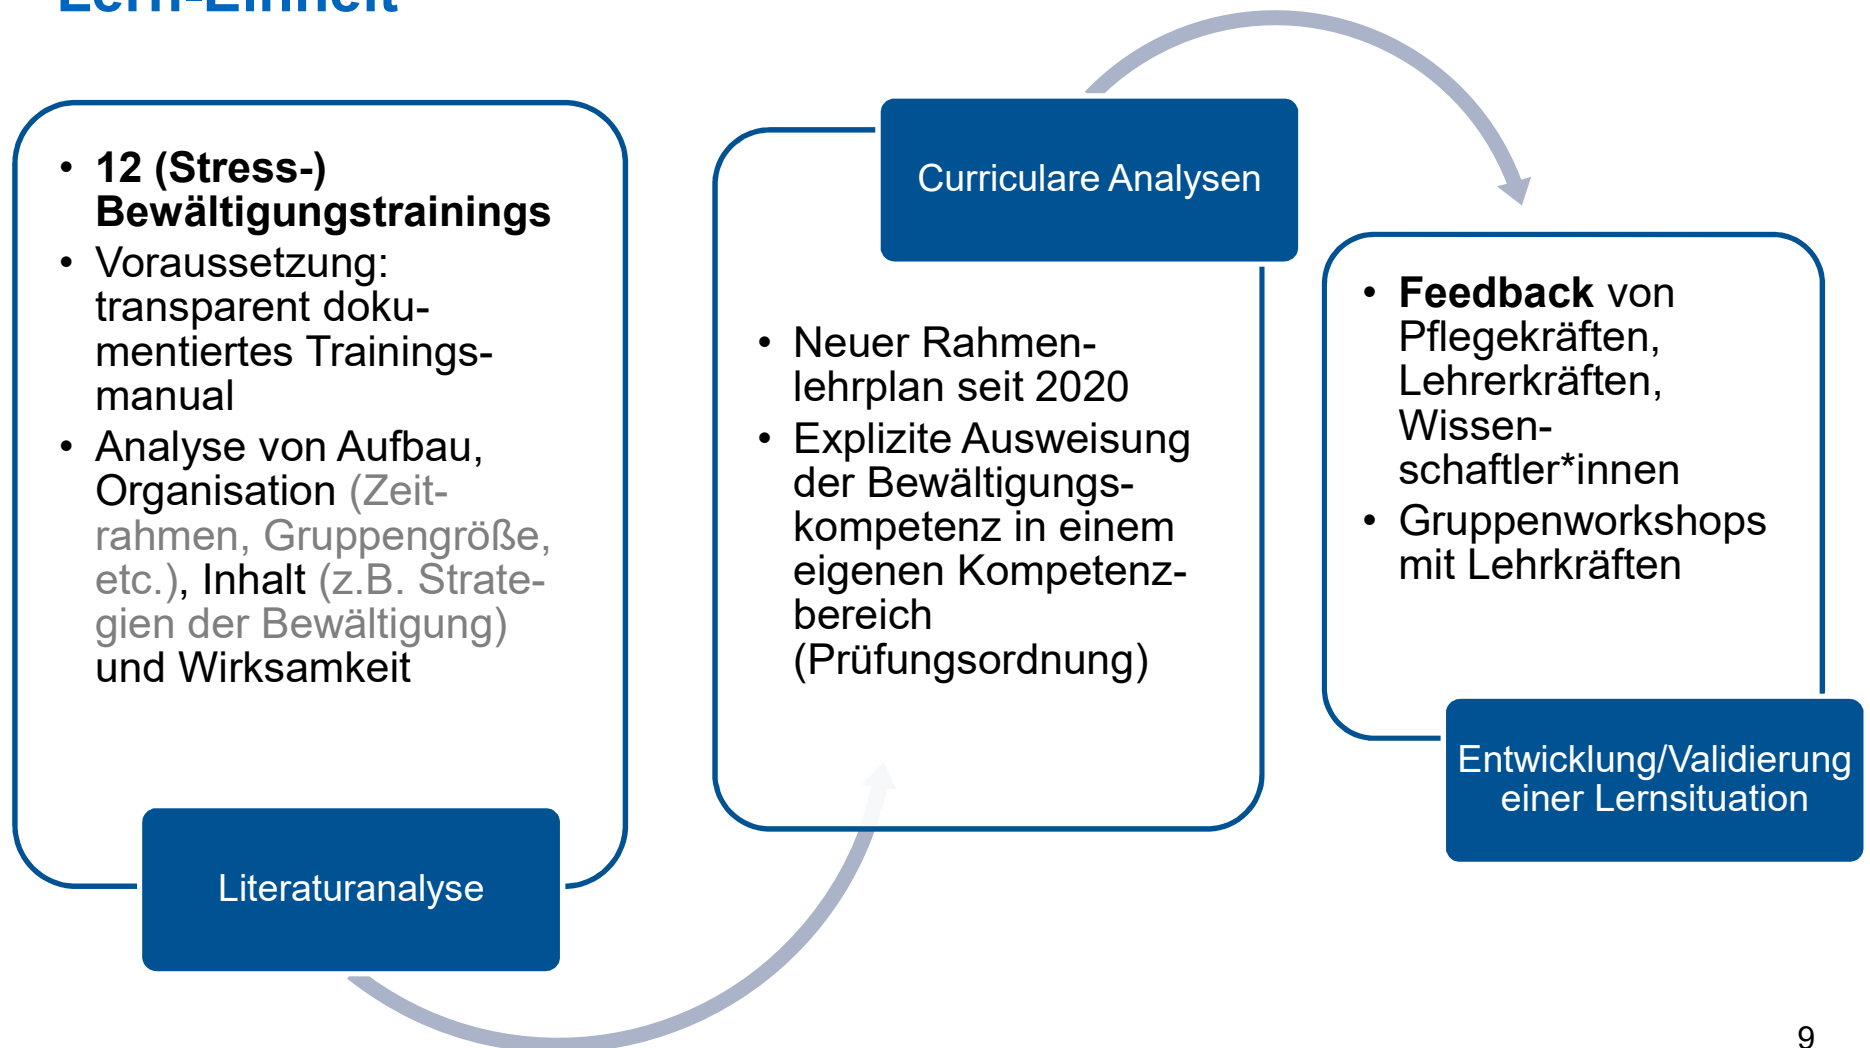 Lern-Einheit
• 12 (Stress-)
Bewältigungstrainings
• Voraussetzung:
transparent doku-
mentiertes Trainings-
manual
• Analyse von Aufbau,
Organisation (Zeit-
rahmen, Gruppengröße,
etc.), Inhalt (z.B. Strate-
gien der Bewältigung)
und Wirksamkeit
Literaturanalyse
Curriculare Analysen
• Neuer Rahmen-
lehrplan seit 2020
• Explizite Ausweisung
der Bewältigungs-
kompetenz in einem
eigenen Kompetenz-
bereich
(Prüfungsordnung)
• Feedback von
Pflegekräften,
Lehrerkräften,
Wissen-
schaftler*innen
• Gruppenworkshops
mit Lehrkräften
Entwicklung/Validierung
einer Lernsituation
9